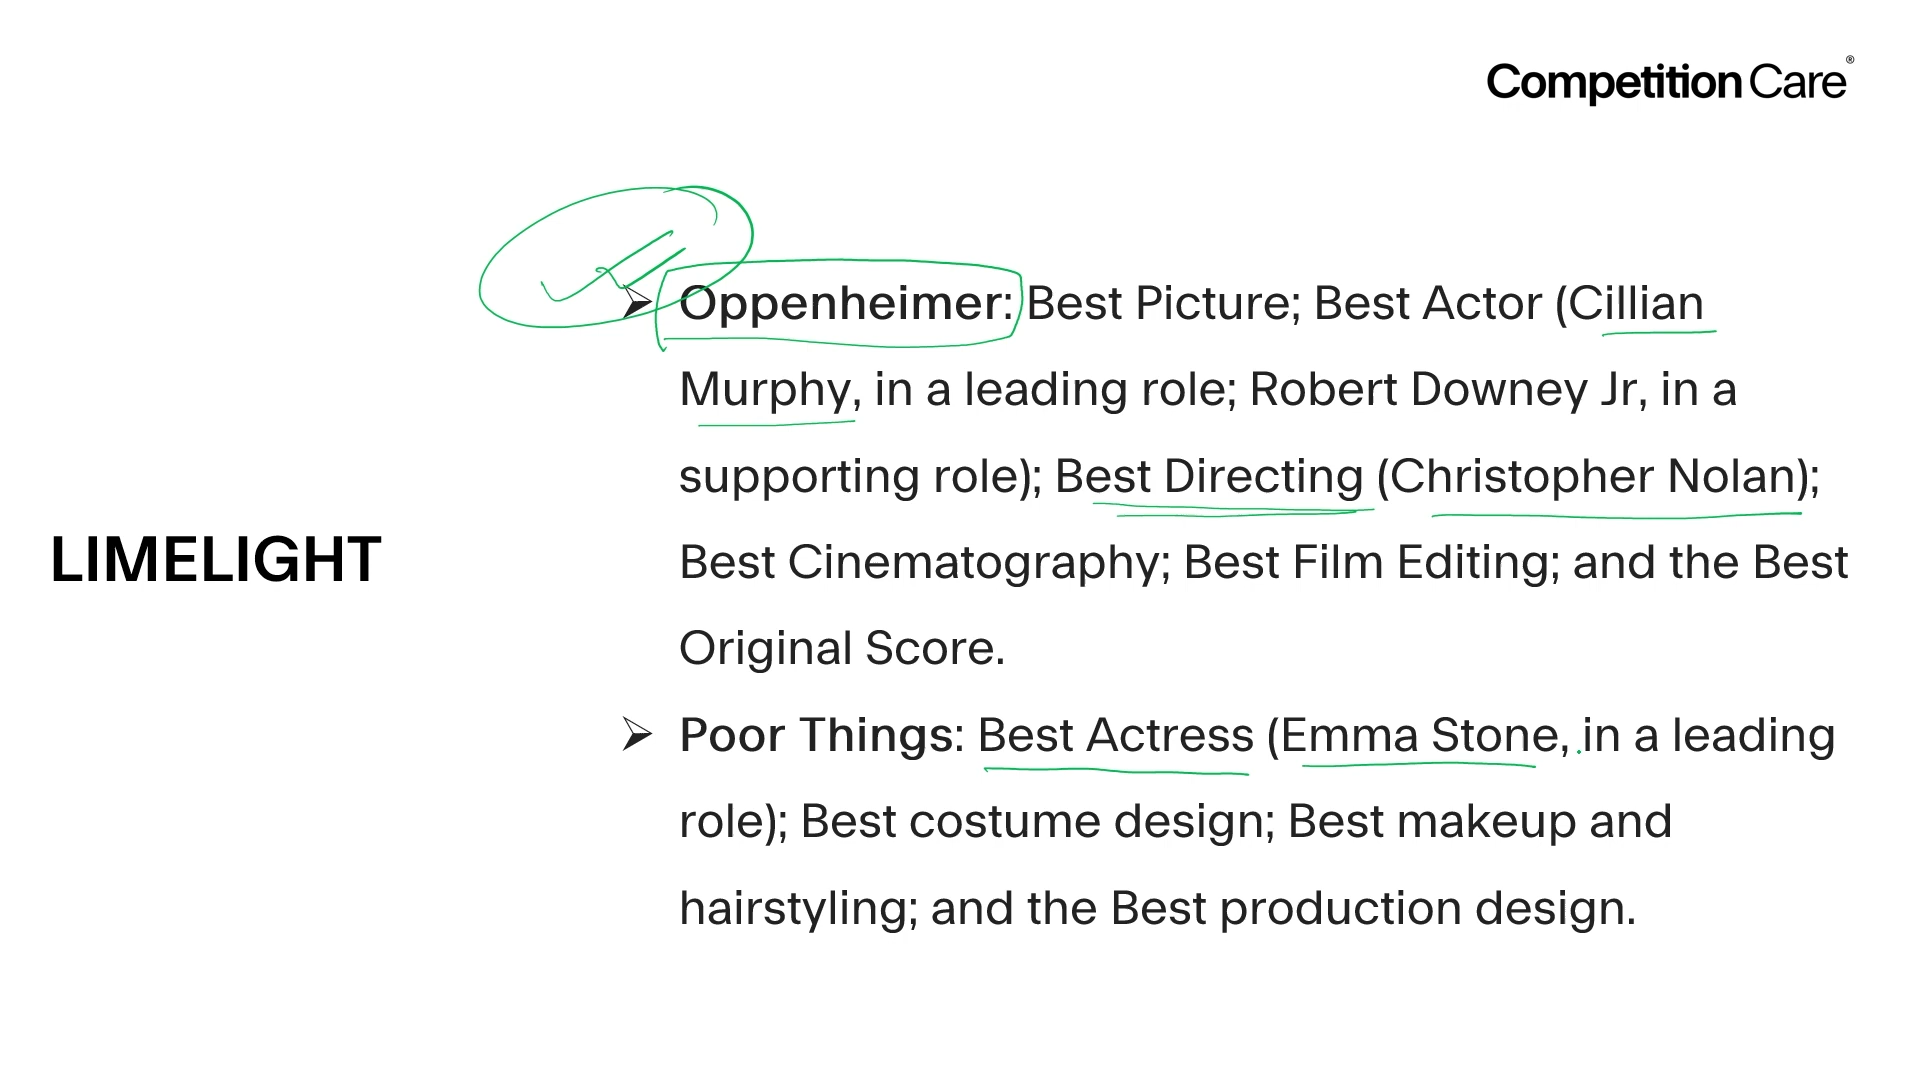 Competition Care®
➢ Oppenheimer: Best Picture; Best Actor (Cillian
Murphy, in a leading role; Robert Downey Jr, in a
supporting role); Best Directing (Christopher Nolan);
LIMELIGHT
Best Cinematography; Best Film Editing; and the Best
Original Score.
➢ Poor Things: Best Actress (Emma Stone, in a leading
role); Best costume design; Best makeup and
hairstyling; and the Best production design.